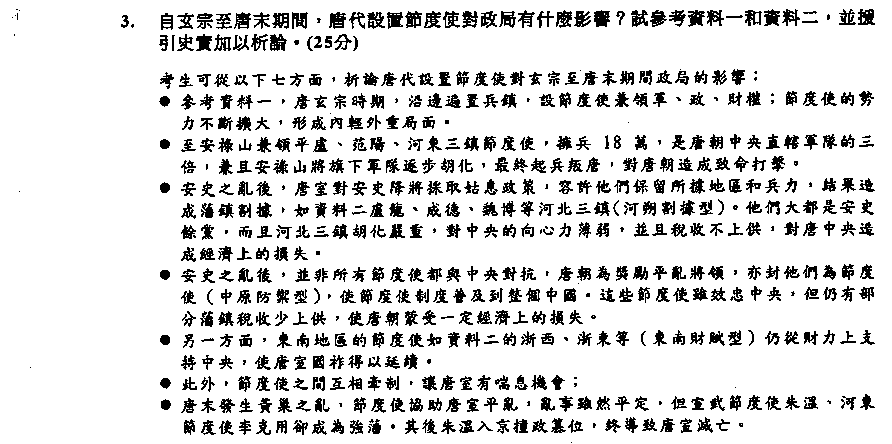 3. 自玄宗至唐末期間，唐代設置節度使對政局有什麼影響？試參考資料一和資料二，並援
引史實加以析論。(25分)
考生可從以下七方面，析論唐代設置節度使對玄宗至唐末期間政局的影響：
● 參考資料一，唐玄宗時期，沿邊遍置兵鎮，設節度使兼領軍、政、財權；節度使的勢
力不斷擴大，形成內輕外重局面。
● 至安祿山兼領平盧、范陽、河東三鎮節度使，擁兵 18 萬，是唐朝中央直轄軍隊的三
倍，兼且安祿山將旗下軍隊逐步胡化，最終起兵叛唐，對唐朝造成致命打擊。
● 安史之亂後，唐室對安史降將採取姑息政策，容許他們保留所據地區和兵力，結果造
成藩鎮割據，如資料二盧龍、成德、魏博等河北三鎮(河朔割據型)。他們大都是安史
餘黨，而且河北三鎮胡化嚴重，對中央的向心力薄弱，並且稅收不上供，對唐中央造
成經濟上的損失。
● 安史之亂後，並非所有節度使都與中央對抗，唐朝為獎勵平亂將領，亦封他們為節度
使（中原防禦型），使節度使制度普及到整個中國。這些節度使雖效忠中央，但仍有部
分藩鎮稅收少上供，使唐朝蒙受一定經濟上的損失。
● 另一方面，東南地區的節度使如資料二的浙西、浙東等（東南財賦型）仍從財力上支
持中央，使唐室國祚得以延續。
● 此外，節度使之間互相牽制，讓唐室有喘息機會；
● 唐末發生黃巢之亂，節度使協助唐室平亂，亂事雖然平定，但宣武節度使朱溫、河東
節度使李克用卻成為強藩。其後朱溫入京擅政篡位，終導致唐室滅亡。